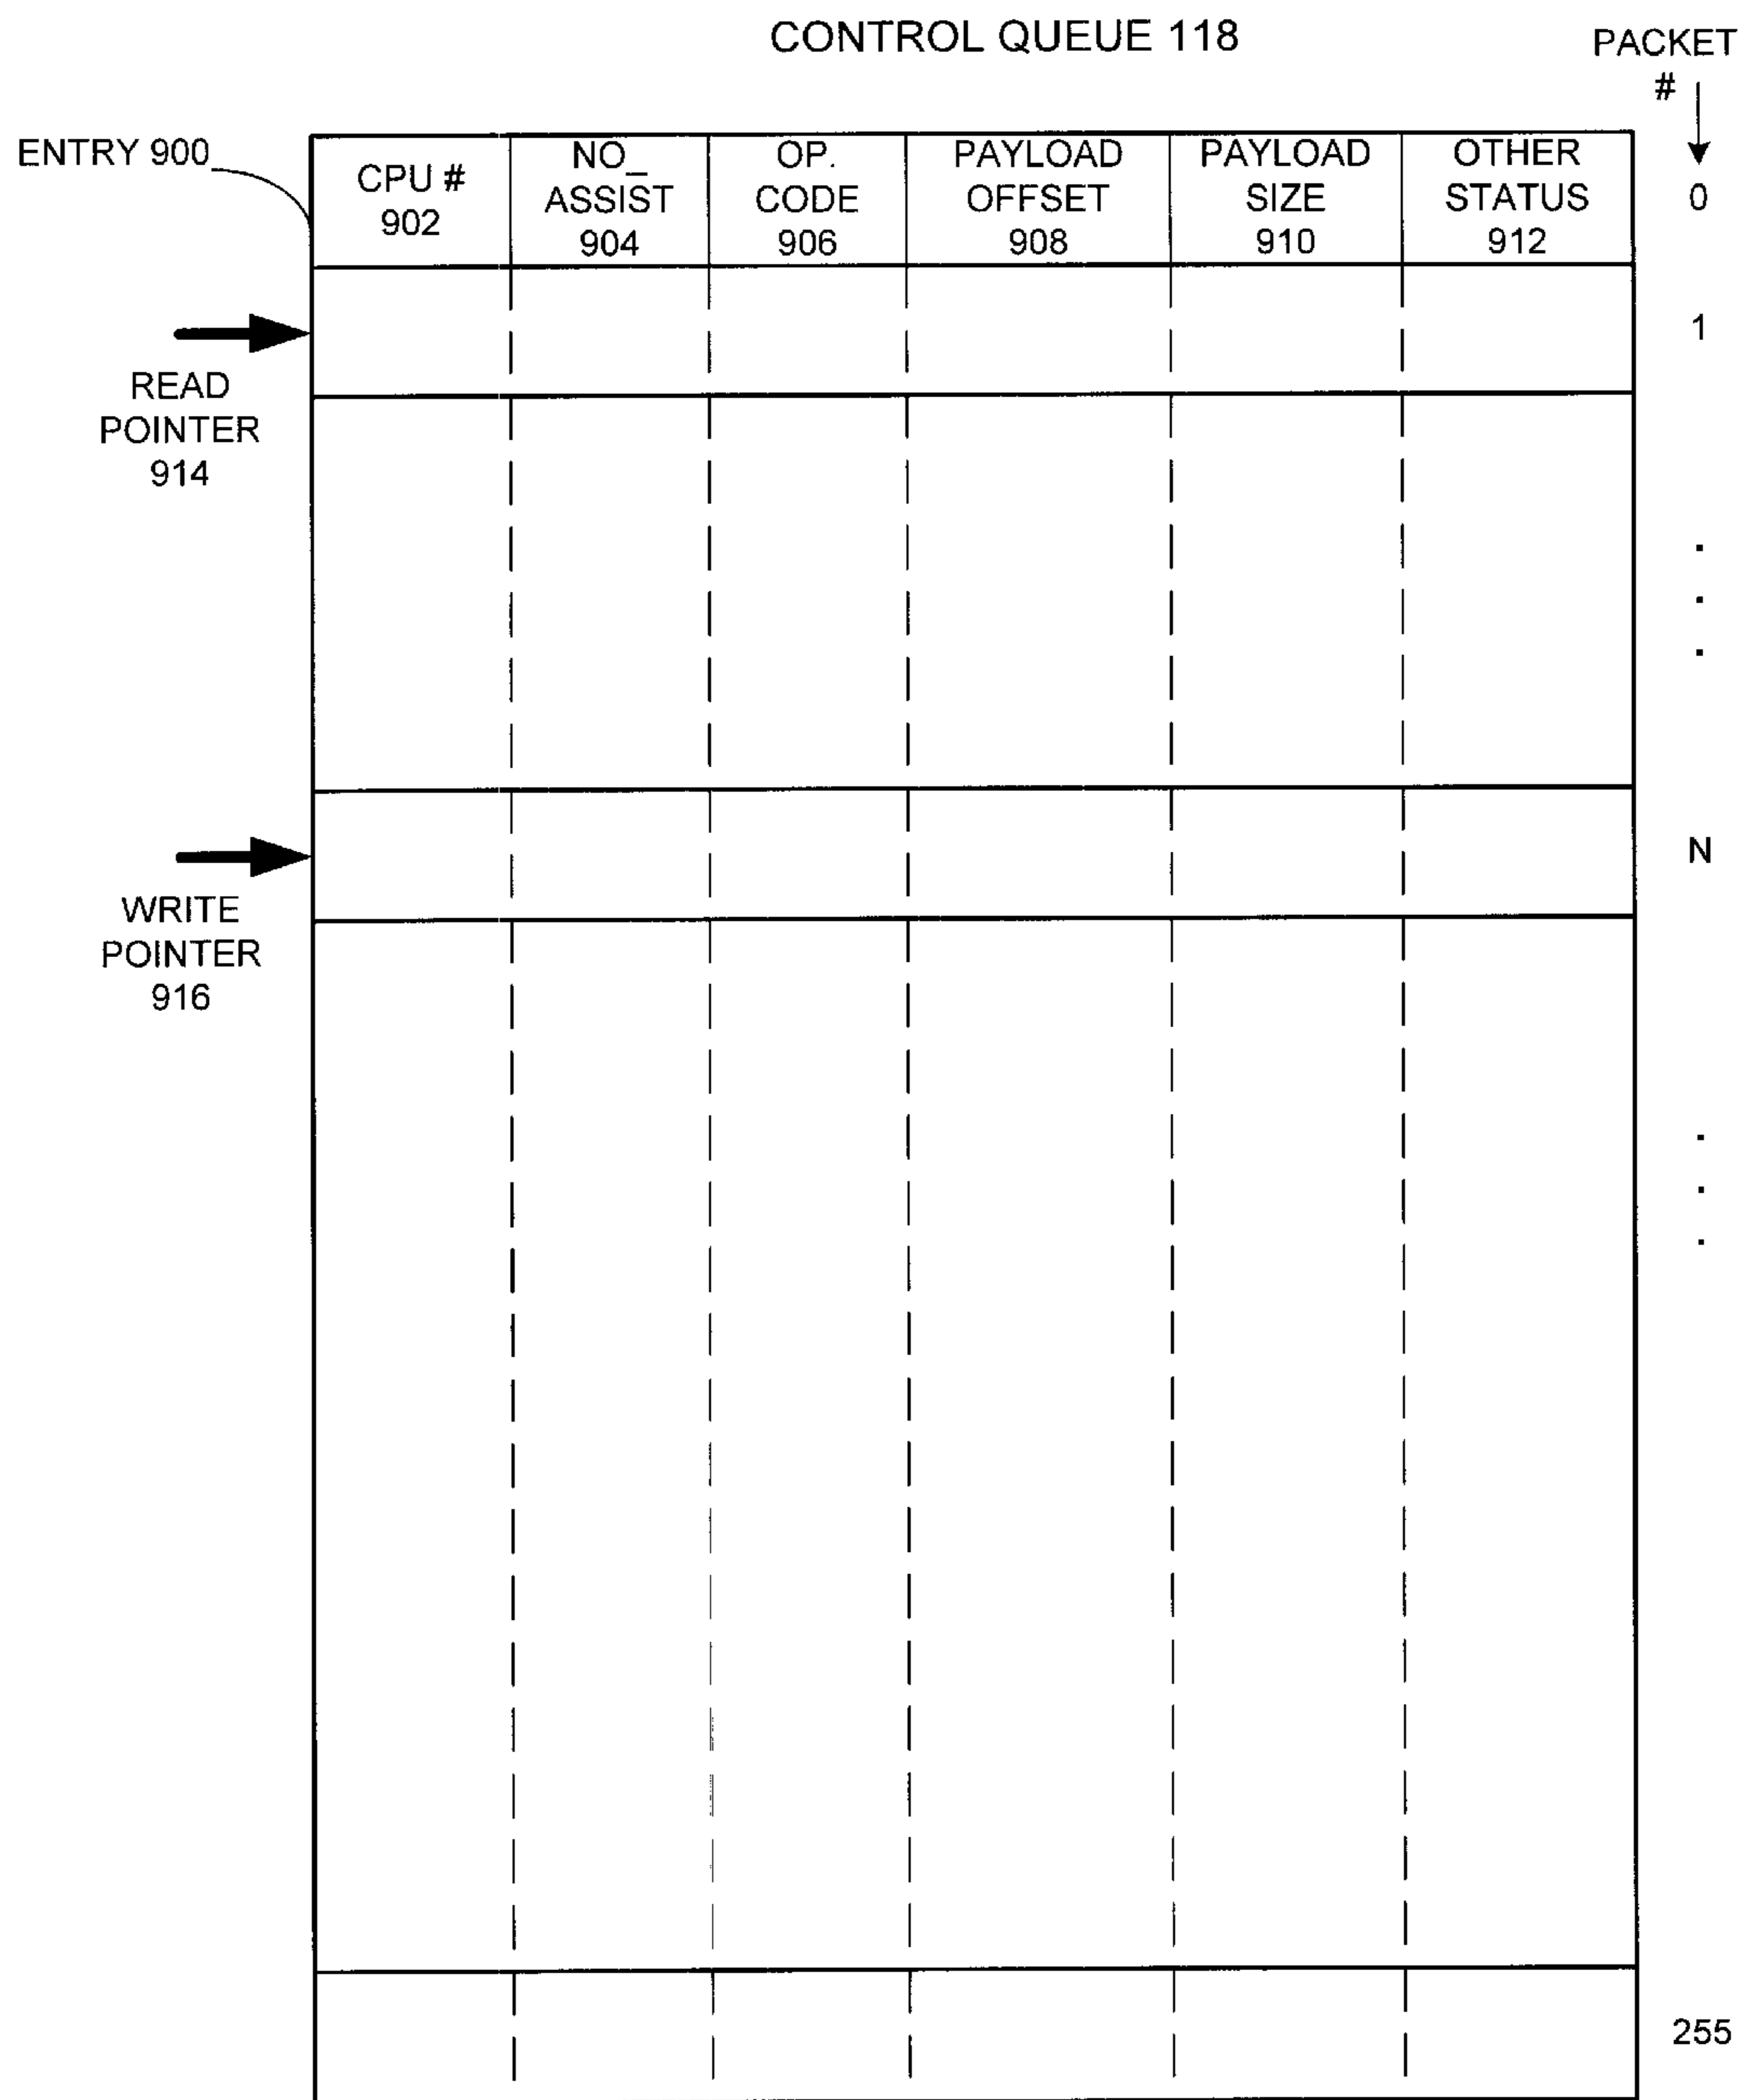 CONTROL QUEUE 118
PACKET
#
ENTRY 900
CPU #
902
NO_
ASSIST
904
OP.
CODE
906
PAYLOAD
OFFSET
908
PAYLOAD
SIZE
910
OTHER
STATUS
912
0
1
READ
POINTER
914
.
.
.
N
WRITE
POINTER
916
.
.
.
255